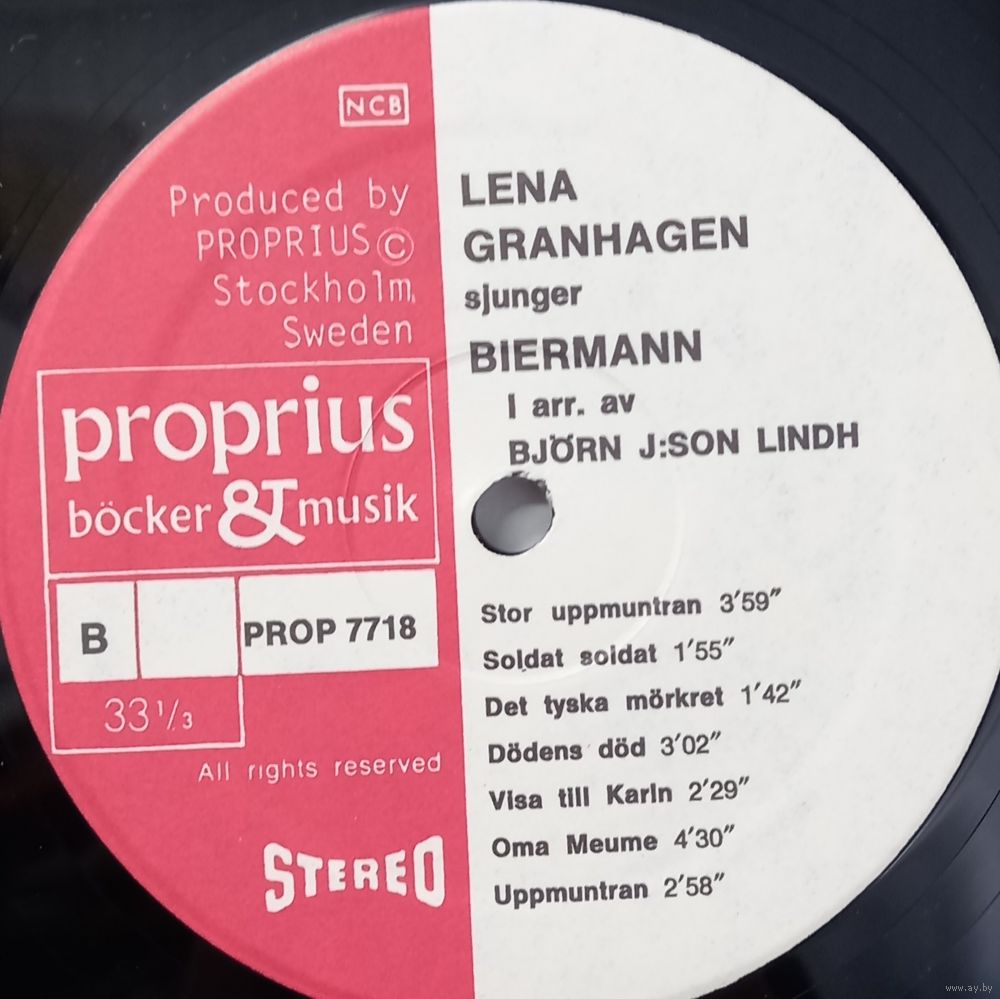 NCB
Produced by
PROPRIUS©
Stockholm,
Sweden
proprius
böcker & musik
B
PROP 7718
33 1/3
All rights reserved
STEREO
LENA
GRANHAGEN
sjunger
BIERMANN
I arr. av
BJÖRN J:SON LINDH
Stor uppmuntran 3′59″
Soldat soldat 1′55″
Det tyska mörkret 1′42″
Dödens död 3′02″
Visa till Karin 2′29″
Oma Meume 4′30″
Uppmuntran 2′58″
www.ay.by